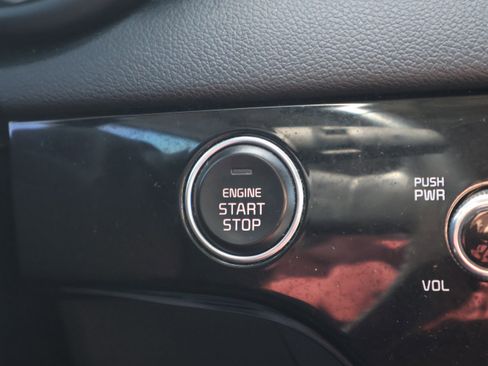 ENGINE
START
STOP
PUSH
PWR
VOL